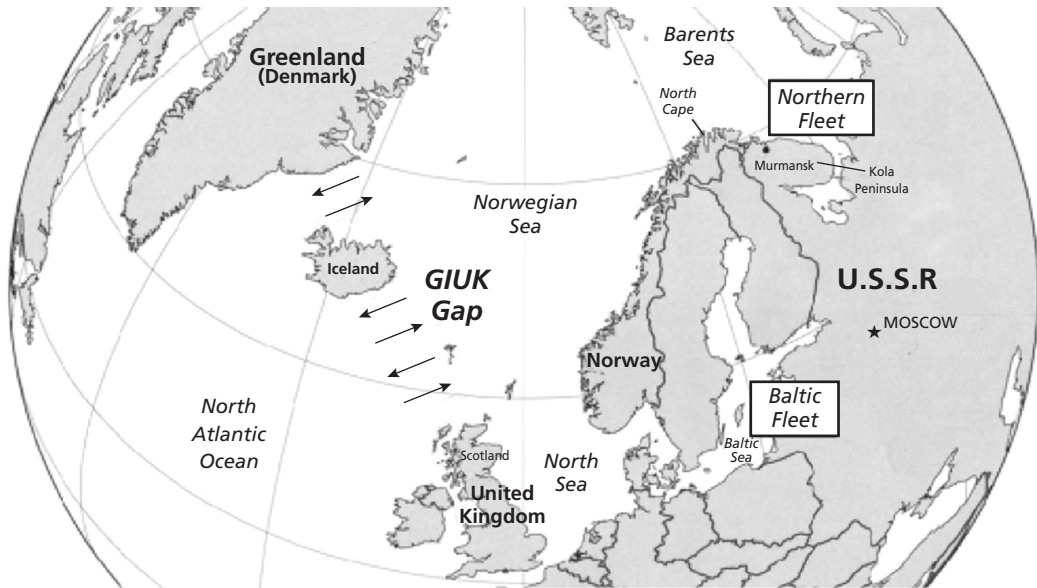 Greenland
(Denmark)
Barents
Sea
North
Cape
Northern
Fleet
Murmansk
Kola
Peninsula
Norwegian
Sea
Iceland
GIUK
Gap
U.S.S.R
MOSCOW
Norway
Baltic
Fleet
North
Atlantic
Ocean
Baltic
Sea
Scotland
North
Sea
United
Kingdom